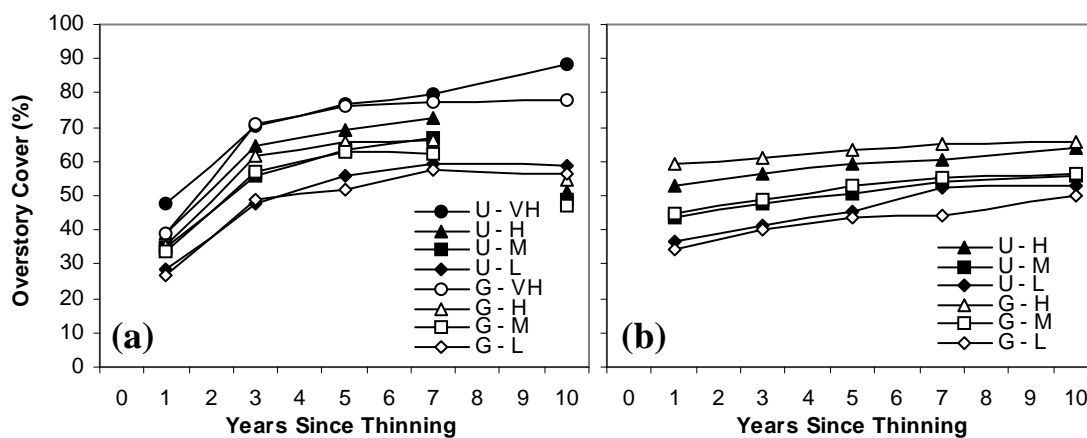 Overstory Cover (%)
100
90
80
70
60
50
40
30
20
10
0
U - VH
U - H
U - M
U - L
G - VH
G - H
G - M
G - L
(a)
0 1 2 3 4 5 6 7 8 9 10
Years Since Thinning
U - H
U - M
U - L
G - H
G - M
G - L
(b)
0 1 2 3 4 5 6 7 8 9 10
Years Since Thinning